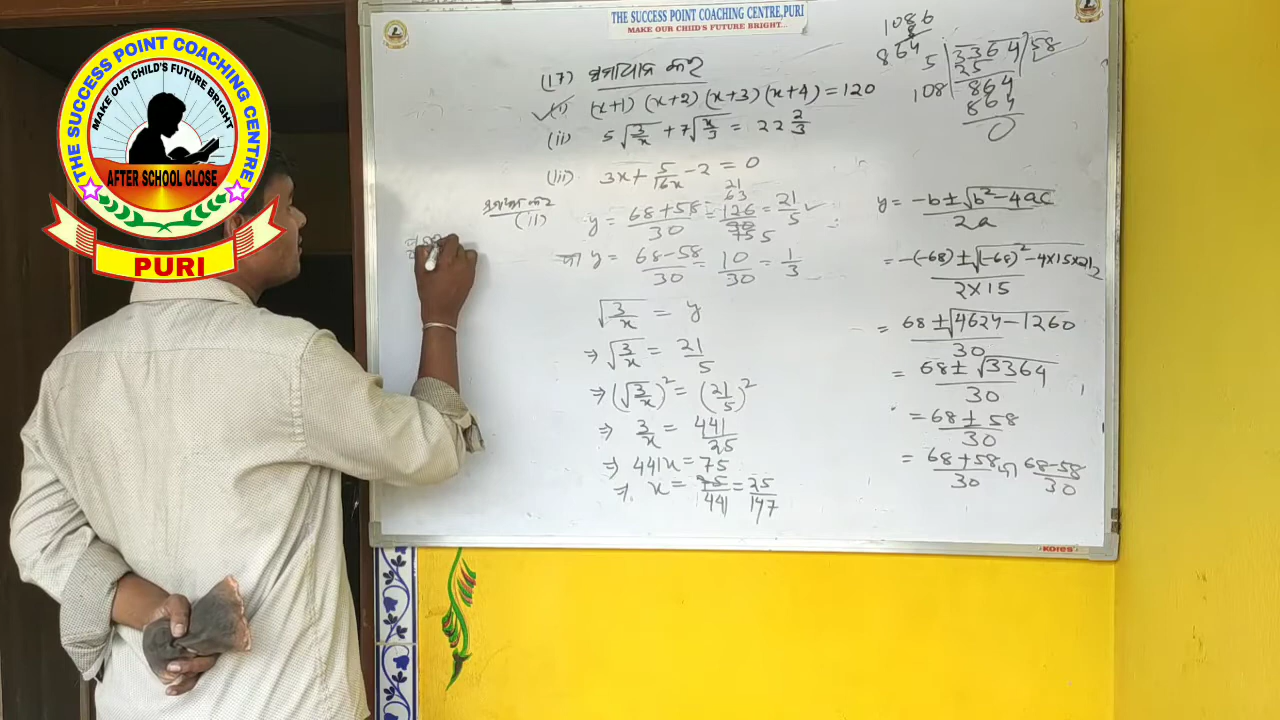 THE SUCCESS POINT COACHING CENTRE
MAKE OUR CHILD'S FUTURE BRIGHT
AFTER SCHOOL CLOSE
PURI
THE SUCCESS POINT COACHING CENTRE,PURI
MAKE OUR CHILD'S FUTURE BRIGHT...
(17) ସମାଧାନ କର
(i) (x+1) (x+2) (x+3) (x+4) = 120
(ii) 5√(3/x) + 7√(x/3) = 22 2/3
(iii) 3x + 5/16x - 2 = 0
(ii) y = (68+58)/30 = 126/30 = 21/5
63
21
75 5
ବା y = (68-58)/30 = 10/30 = 1/3
√(3/x) = y
⇒ √(3/x) = 21/5
⇒ (√(3/x))² = (21/5)²
⇒ 3/x = 441/25
⇒ 441x = 75
⇒ x = 75/441 = 25/147
1086
8
864
5 | 3364 | 58
25
108 | 864
864
0
y = (-b ± √(b²-4ac))/2a
= (-(-68) ± √((-68)²-4×15×21))/(2×15)
= (68 ± √(4624-1260))/30
= (68 ± √3364)/30
= (68 ± 58)/30
= (68+58)/30 ବା (68-58)/30
KORES